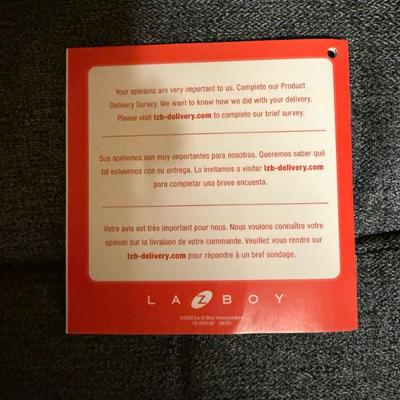 Your opinions are very important to us. Complete our Product
Delivery Survey. We want to know how we did with your delivery.
Please visit lzb-delivery.com to complete our brief survey.
Sus opiniones son muy importantes para nosotros. Queremos saber qué
tal estuvimos con su entrega. Lo invitamos a visitar lzb-delivery.com
para completar una breve encuesta.
Votre avis est très important pour nous. Nous voulons connaître votre
opinion sur la livraison de votre commande. Veuillez vous rendre sur
lzb-delivery.com pour répondre à un bref sondage.
LA Z BOY
©2020 La-Z-Boy Incorporated